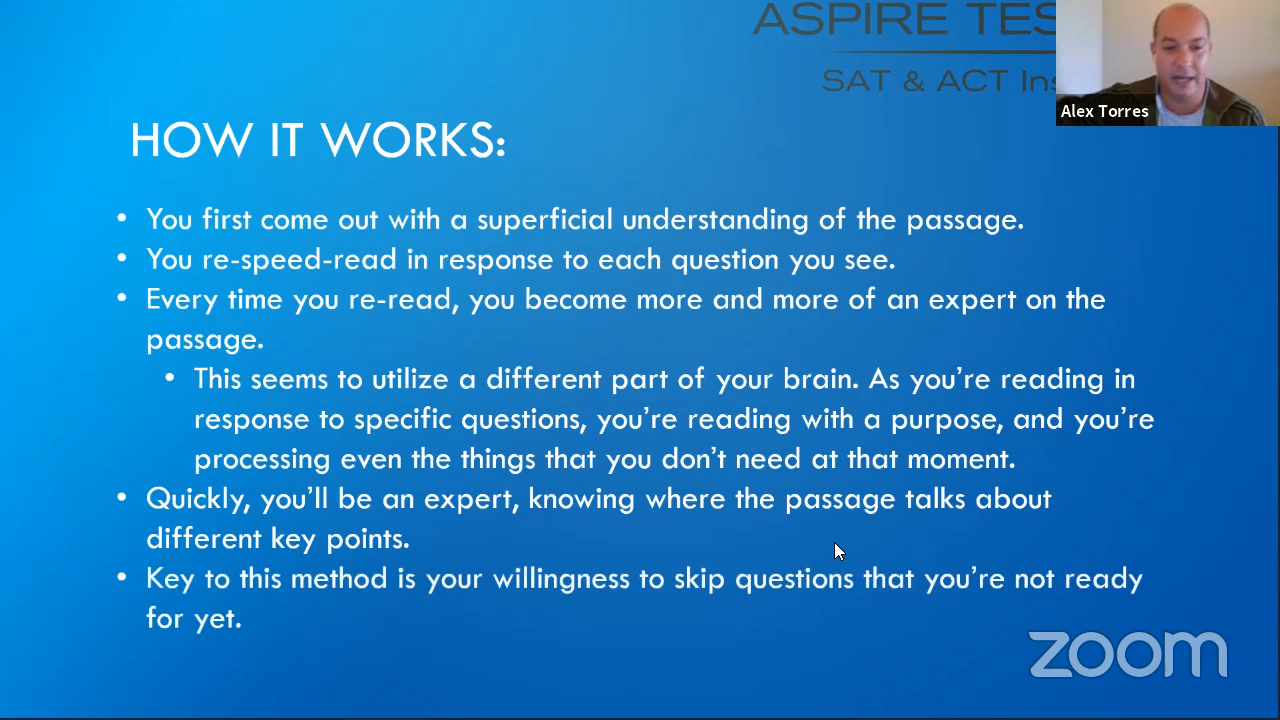 ASPIRE TES
SAT & ACT Ins
Alex Torres
HOW IT WORKS:
• You first come out with a superficial understanding of the passage.
• You re-speed-read in response to each question you see.
• Every time you re-read, you become more and more of an expert on the
passage.
• This seems to utilize a different part of your brain. As you’re reading in
response to specific questions, you’re reading with a purpose, and you’re
processing even the things that you don’t need at that moment.
• Quickly, you’ll be an expert, knowing where the passage talks about
different key points.
• Key to this method is your willingness to skip questions that you’re not ready
for yet.
zoom